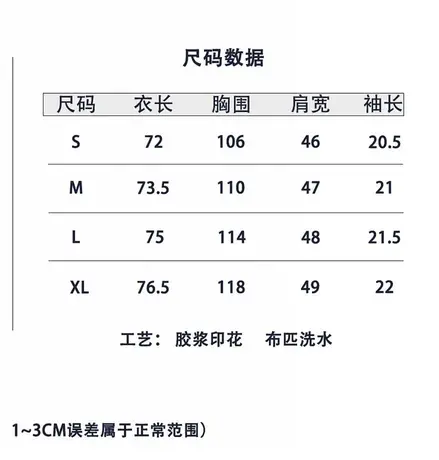 尺码数据
尺码 衣长 胸围 肩宽 袖长
S 72 106 46 20.5
M 73.5 110 47 21
L 75 114 48 21.5
XL 76.5 118 49 22
工艺： 胶浆印花 布匹洗水
1~3CM误差属于正常范围）